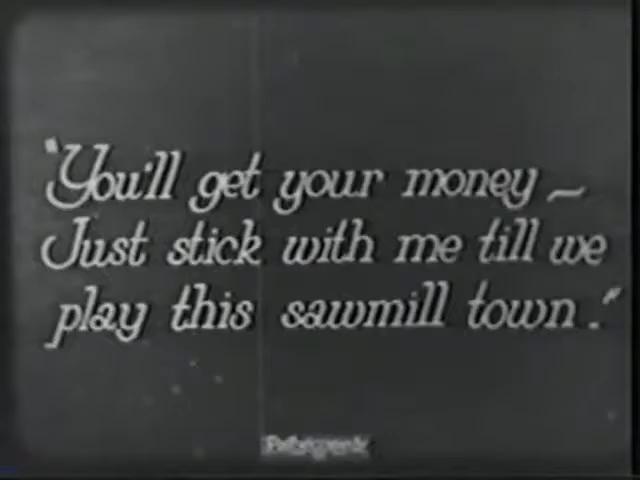 "You'll get your money ~
Just stick with me till we
play this sawmill town."